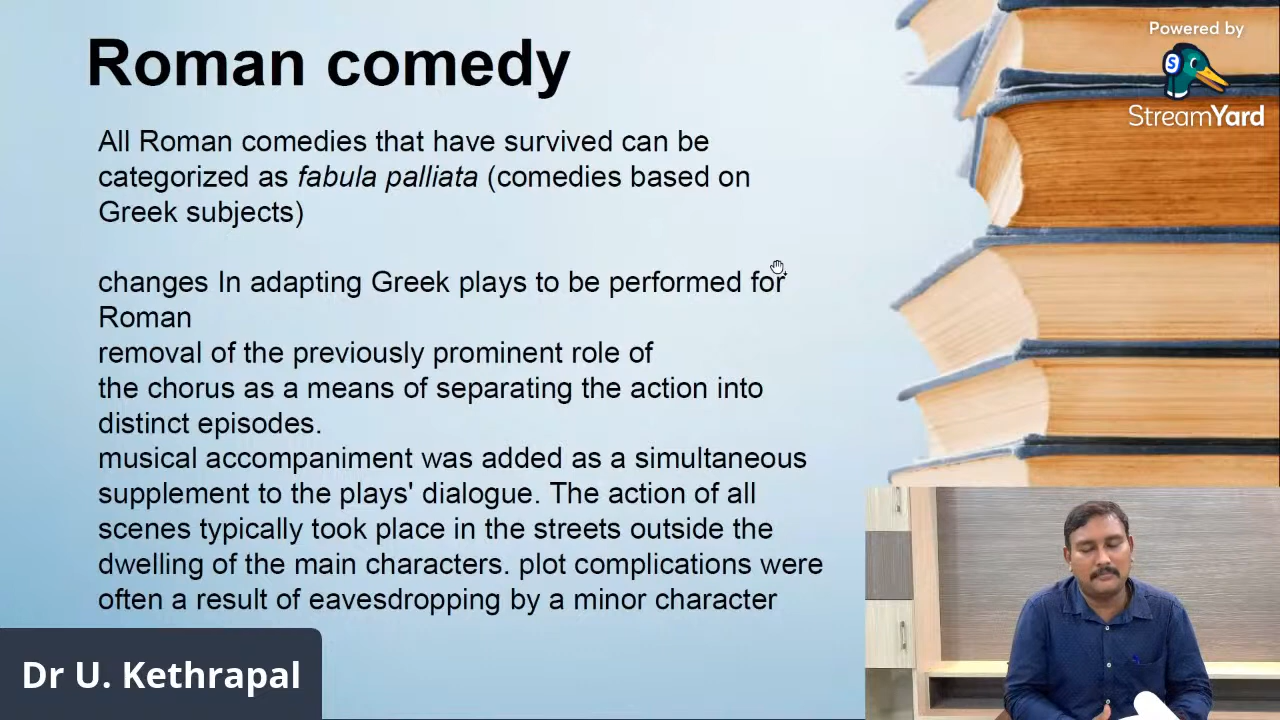 Roman comedy
Powered by
S
StreamYard
All Roman comedies that have survived can be
categorized as fabula palliata (comedies based on
Greek subjects)
changes In adapting Greek plays to be performed for
Roman
removal of the previously prominent role of
the chorus as a means of separating the action into
distinct episodes.
musical accompaniment was added as a simultaneous
supplement to the plays' dialogue. The action of all
scenes typically took place in the streets outside the
dwelling of the main characters. plot complications were
often a result of eavesdropping by a minor character
Dr U. Kethrapal